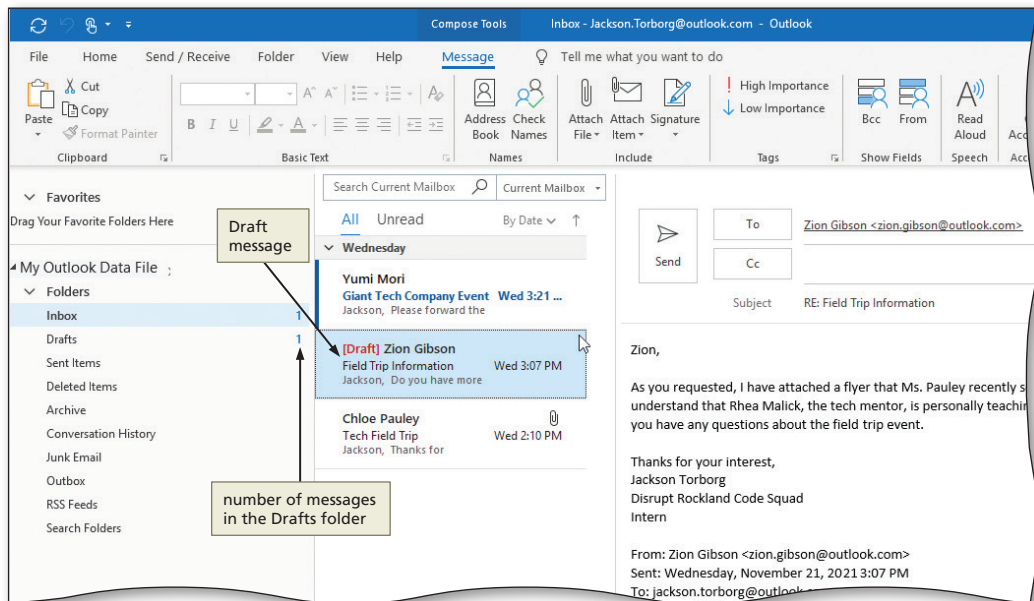 Compose Tools Inbox - Jackson.Torborg@outlook.com - Outlook
File Home Send / Receive Folder View Help Message Tell me what you want to do
Paste
Cut
Copy
Format Painter
Clipboard
B I U
Basic Text
Address Book
Check Names
Names
Attach File
Attach Item
Signature
Include
High Importance
Low Importance
Tags
Bcc
From
Show Fields
Read Aloud
Speech
Favorites
Drag Your Favorite Folders Here
My Outlook Data File
Folders
Inbox 1
Drafts 1
Sent Items
Deleted Items
Archive
Conversation History
Junk Email
Outbox
RSS Feeds
Search Folders
Draft
message
number of messages
in the Drafts folder
Search Current Mailbox Current Mailbox
All Unread By Date
Wednesday
Yumi Mori
Giant Tech Company Event Wed 3:21 ...
Jackson, Please forward the
[Draft] Zion Gibson
Field Trip Information Wed 3:07 PM
Jackson, Do you have more
Chloe Pauley
Tech Field Trip Wed 2:10 PM
Jackson, Thanks for
Send
To Zion Gibson <zion.gibson@outlook.com>
Cc
Subject RE: Field Trip Information
Zion,
As you requested, I have attached a flyer that Ms. Pauley recently
understand that Rhea Malick, the tech mentor, is personally
you have any questions about the field trip event.
Thanks for your interest,
Jackson Torborg
Disrupt Rockland Code Squad
Intern
From: Zion Gibson <zion.gibson@outlook.com>
Sent: Wednesday, November 21, 2021 3:07 PM
To: